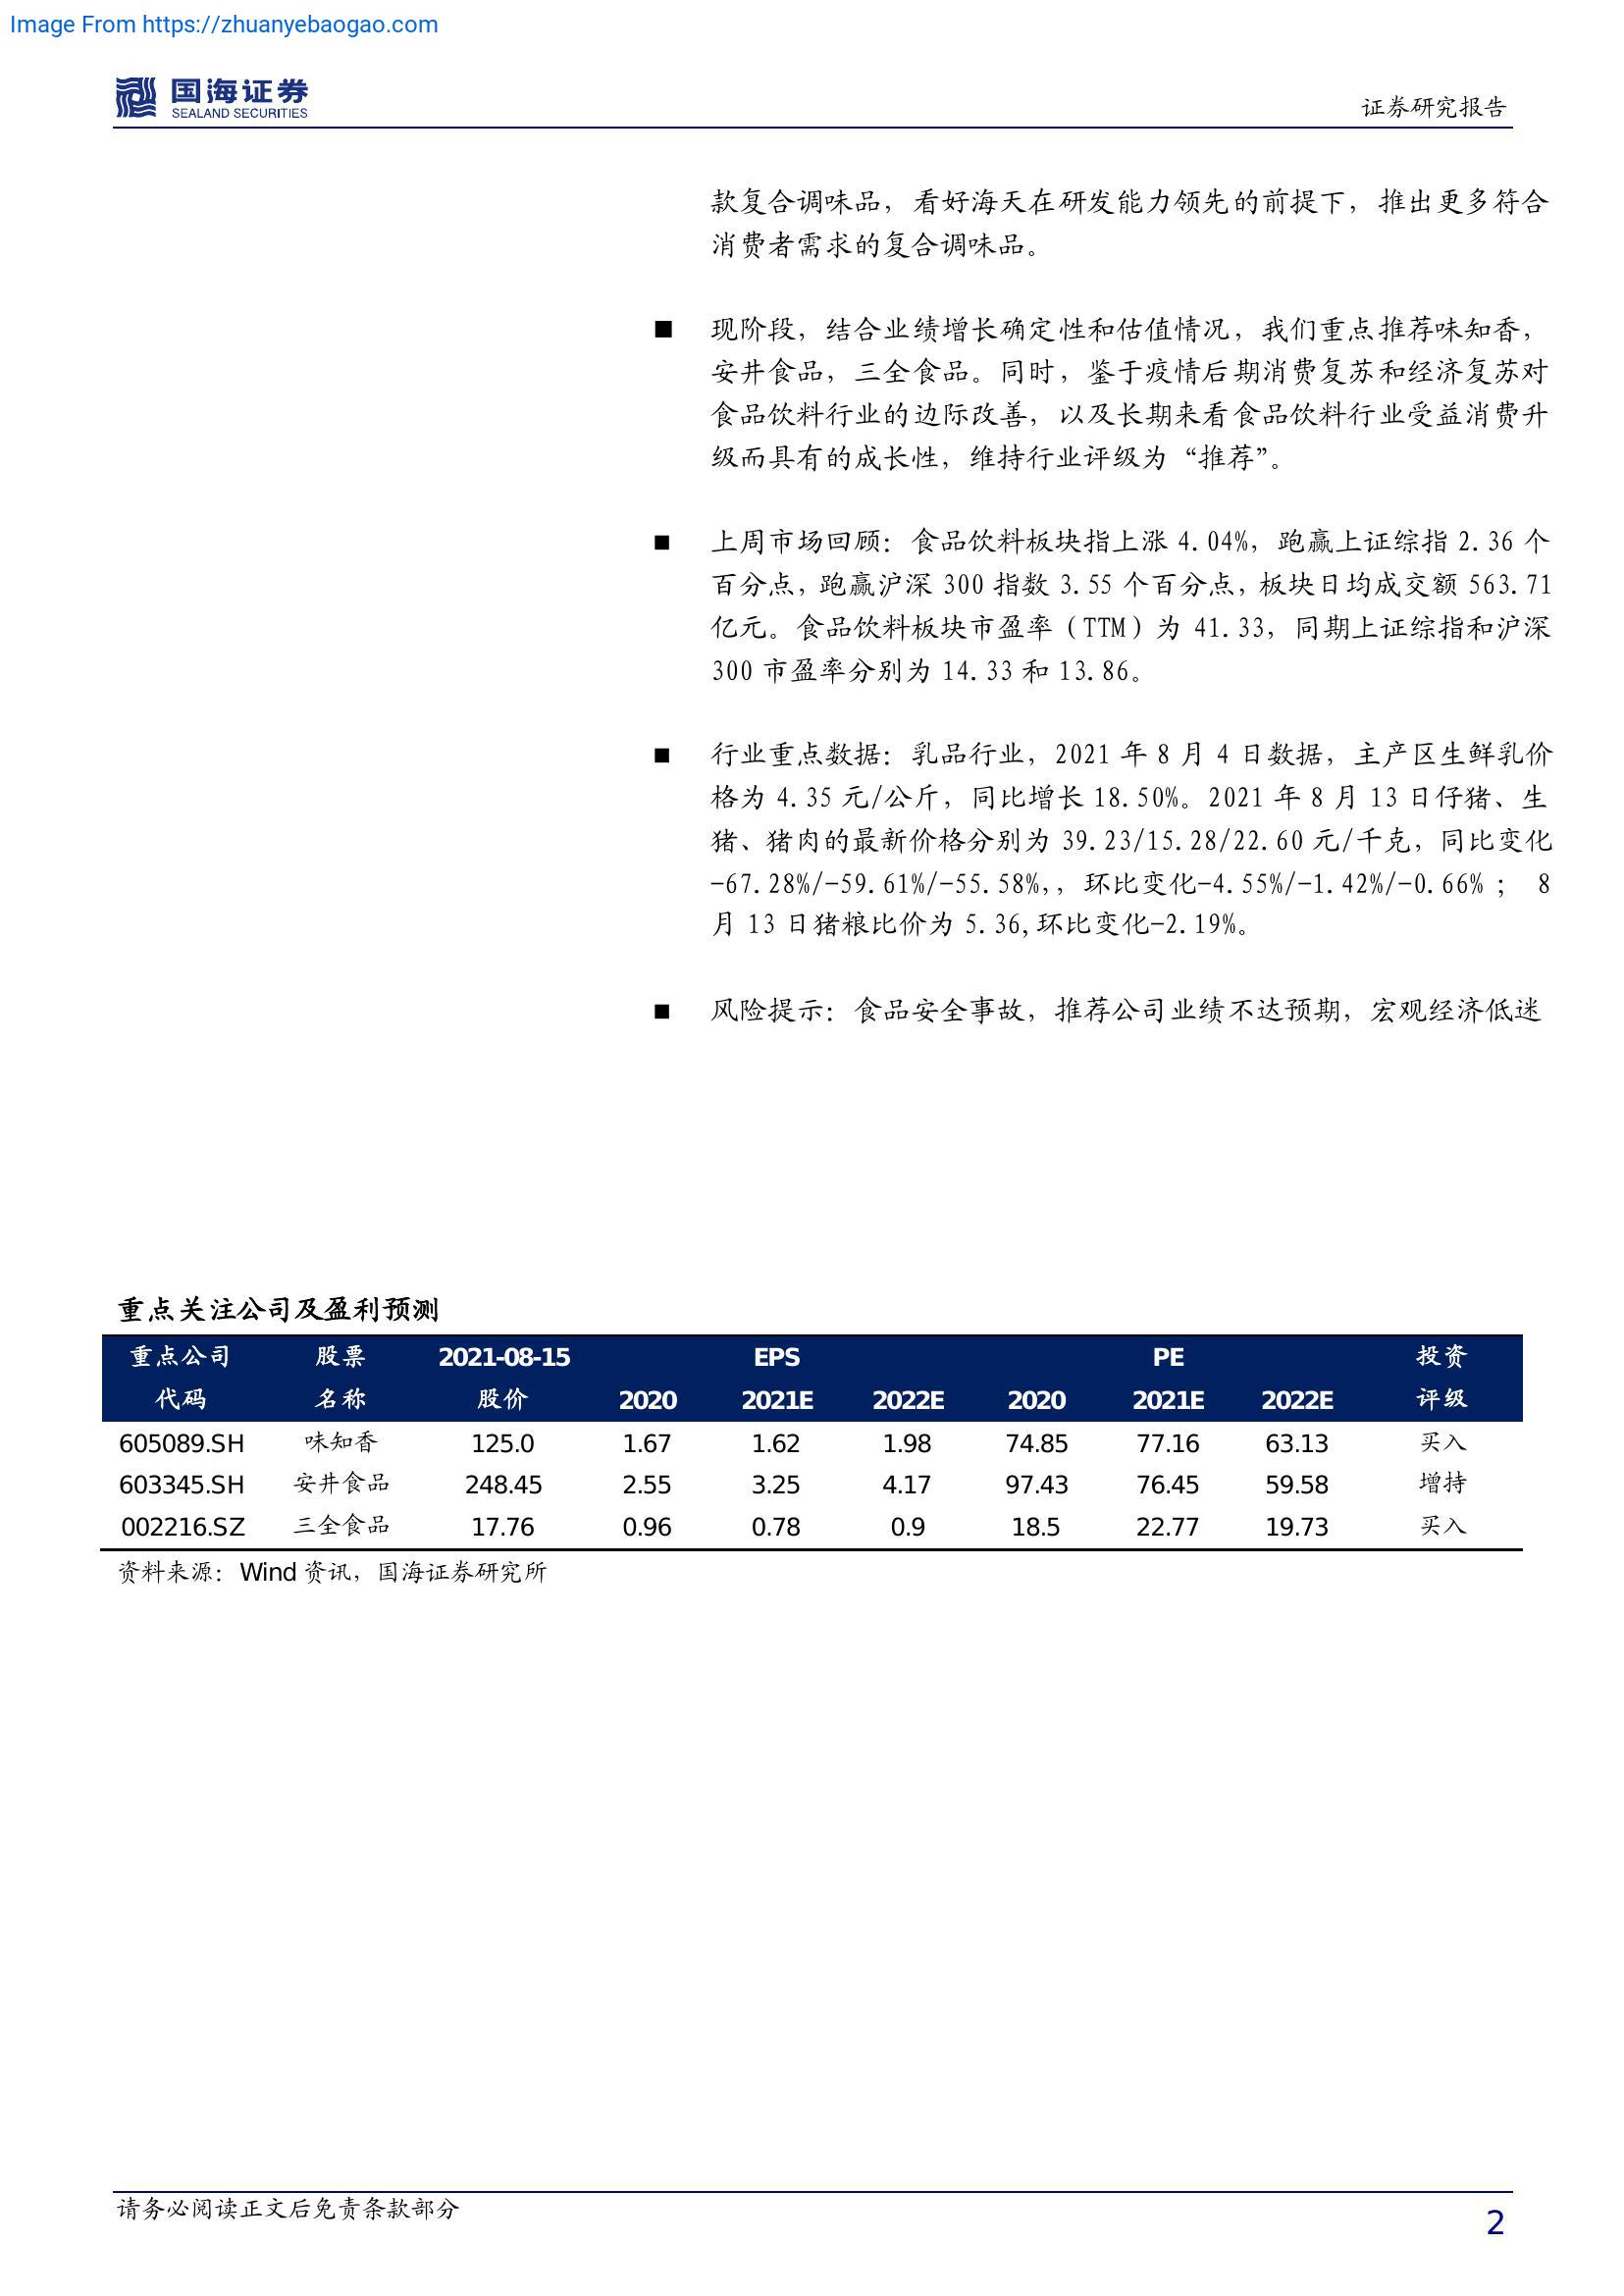 Image From https://zhuanyebaogao.com
国海证券
SEALAND SECURITIES
证券研究报告
款复合调味品，看好海天在研发能力领先的前提下，推出更多符合
消费者需求的复合调味品。
■ 现阶段，结合业绩增长确定性和估值情况，我们重点推荐味知香，
安井食品，三全食品。同时，鉴于疫情后期消费复苏和经济复苏对
食品饮料行业的边际改善，以及长期来看食品饮料行业受益消费升
级而具有的成长性，维持行业评级为“推荐”。
■ 上周市场回顾：食品饮料板块指上涨 4.04%，跑赢上证综指 2.36 个
百分点，跑赢沪深 300 指数 3.55 个百分点，板块日均成交额 563.71
亿元。食品饮料板块市盈率（TTM）为 41.33，同期上证综指和沪深
300 市盈率分别为 14.33 和 13.86。
■ 行业重点数据：乳品行业，2021 年 8 月 4 日数据，主产区生鲜乳价
格为 4.35 元/公斤，同比增长 18.50%。2021 年 8 月 13 日仔猪、生
猪、猪肉的最新价格分别为 39.23/15.28/22.60 元/千克，同比变化
-67.28%/-59.61%/-55.58%,，环比变化-4.55%/-1.42%/-0.66% ； 8
月 13 日猪粮比价为 5.36,环比变化-2.19%。
■ 风险提示：食品安全事故，推荐公司业绩不达预期，宏观经济低迷
重点关注公司及盈利预测
重点公司 股票 2021-08-15 EPS PE 投资
代码 名称 股价 2020 2021E 2022E 2020 2021E 2022E 评级
605089.SH 味知香 125.0 1.67 1.62 1.98 74.85 77.16 63.13 买入
603345.SH 安井食品 248.45 2.55 3.25 4.17 97.43 76.45 59.58 增持
002216.SZ 三全食品 17.76 0.96 0.78 0.9 18.5 22.77 19.73 买入
资料来源：Wind 资讯，国海证券研究所
请务必阅读正文后免责条款部分
2